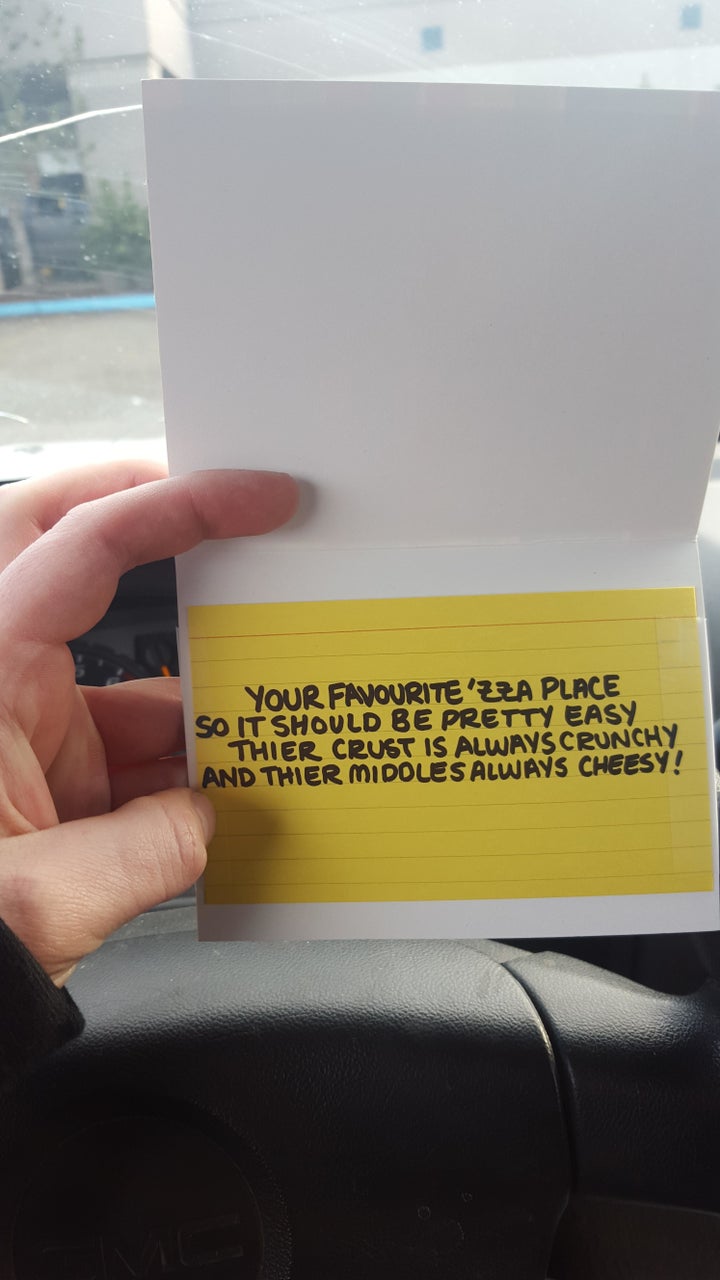 YOUR FAVOURITE 'ZZA PLACE
SO IT SHOULD BE PRETTY EASY
THIER CRUST IS ALWAYS CRUNCHY
AND THIER MIDDLES ALWAYS CHEESY!
GMC